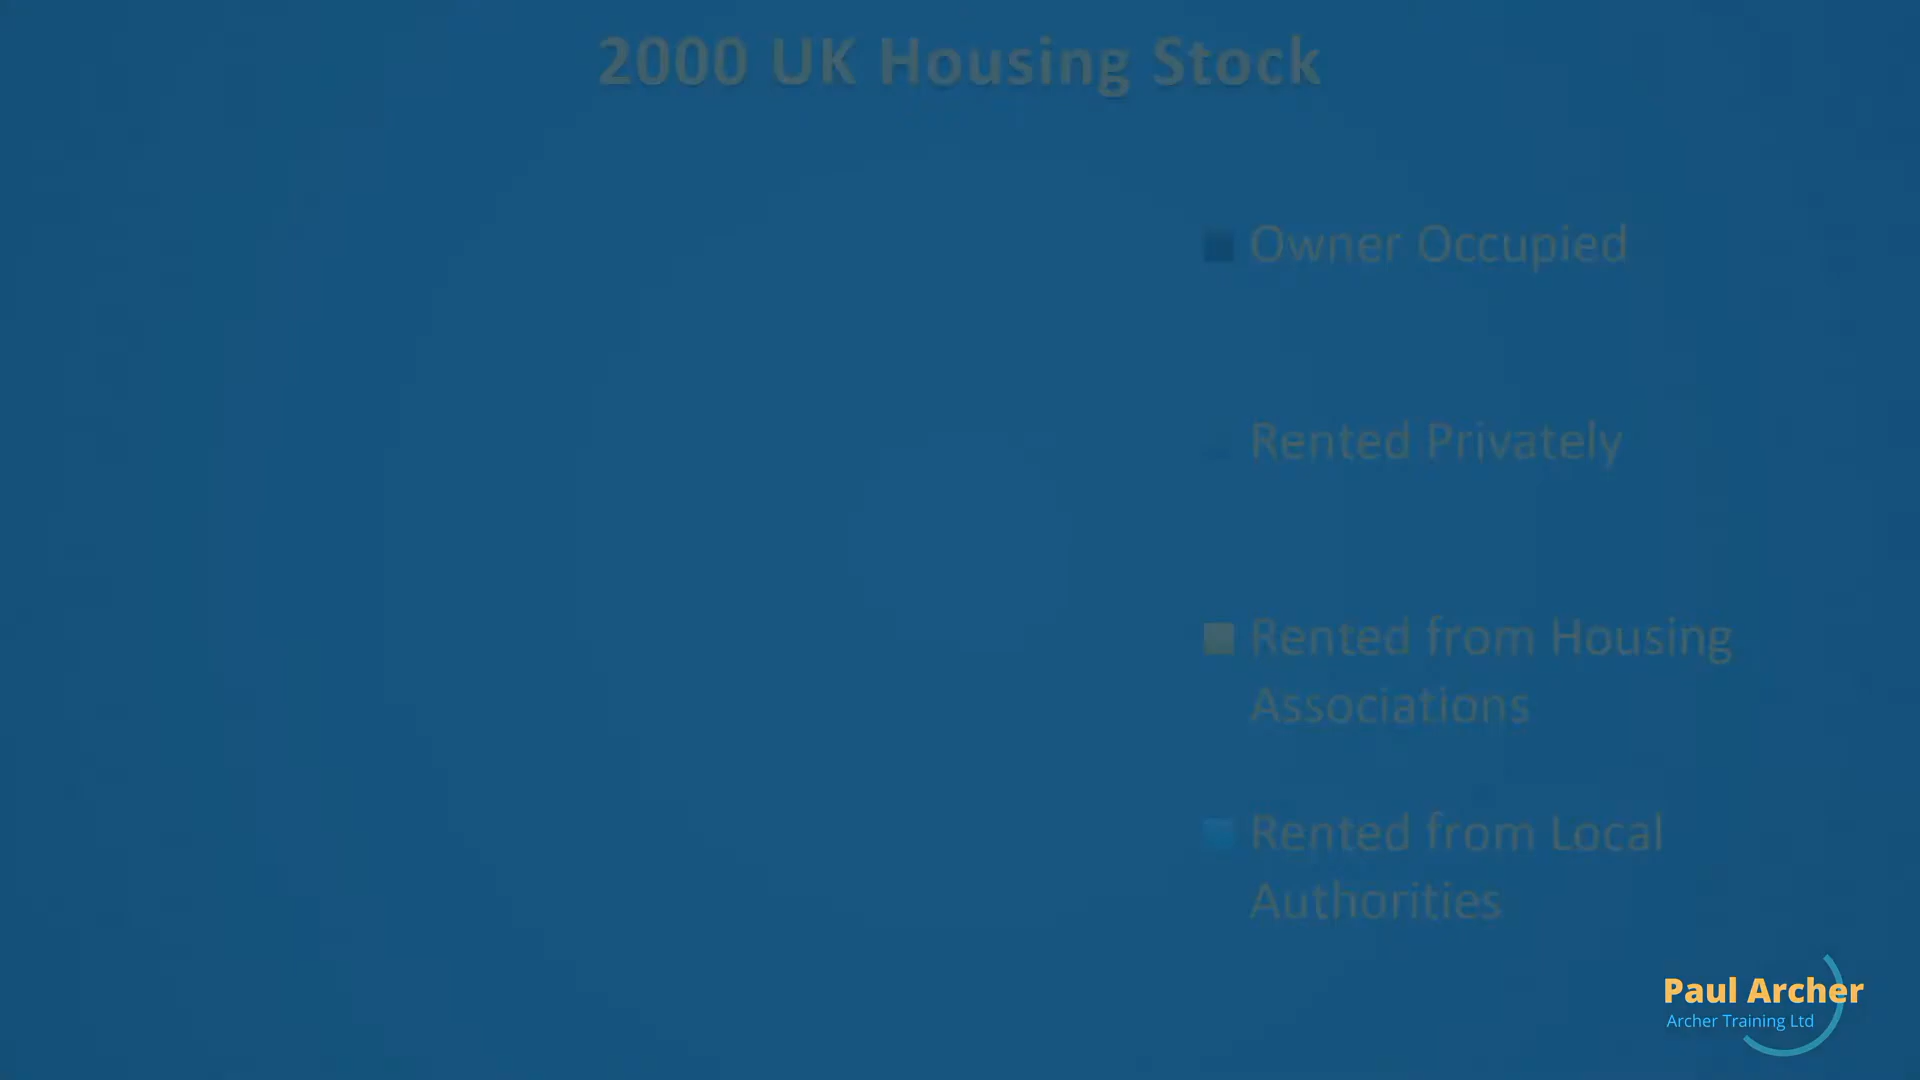 2000 UK Housing Stock
Owner Occupied
Rented Privately
Rented from Housing
Associations
Rented from Local
Authorities
Paul Archer
Archer Training Ltd